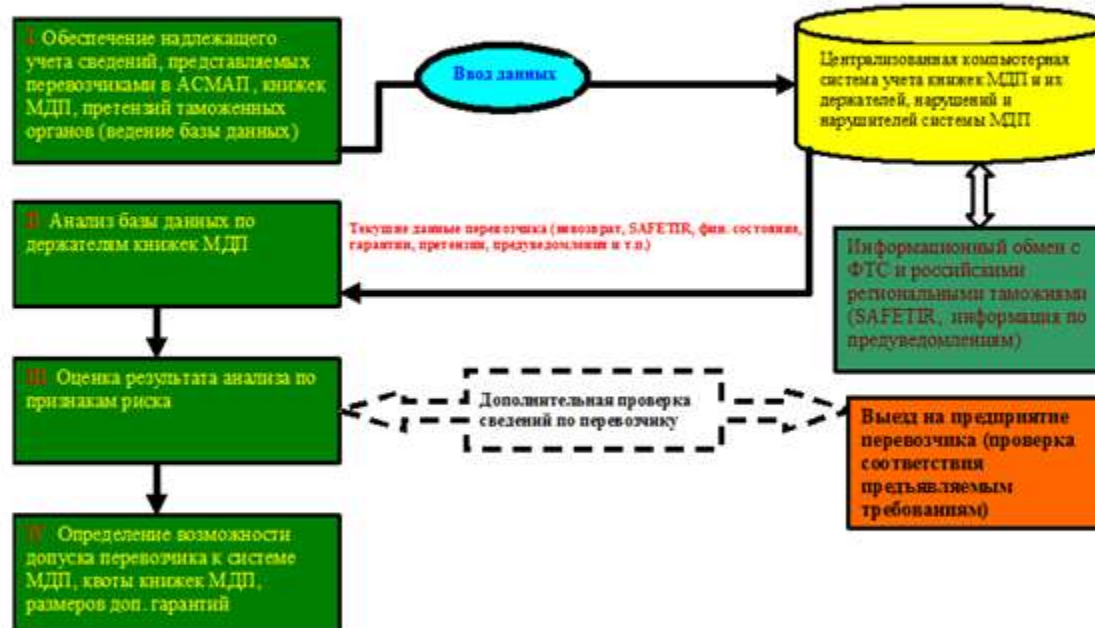 I Обеспечение надлежащего
учета сведений, представляемых
перевозчиками в АСМАП, книжек
МДП, претензий таможенных
органов (ведение базы данных)
Ввод данных
Централизованная компьютерная
система учета книжек МДП и их
держателей, нарушений и
нарушителей системы МДП
II Анализ базы данных по
держателям книжек МДП
Текущие данные перевозчика (невозврат, SAFETIR, фин. состояние,
гарантии, претензии, предуведомления и т.п.)
Информационный обмен с
ФТС и российскими
региональными таможнями
(SAFETIR, информация по
предуведомлениям)
III Оценка результата анализа по
признакам риска
Дополнительная проверка
сведений по перевозчику
Выезд на предприятие
перевозчика (проверка
соответствия
предъявляемым
требованиям)
IV Определение возможности
допуска перевозчика к системе
МДП, квоты книжек МДП,
размеров доп. гарантий